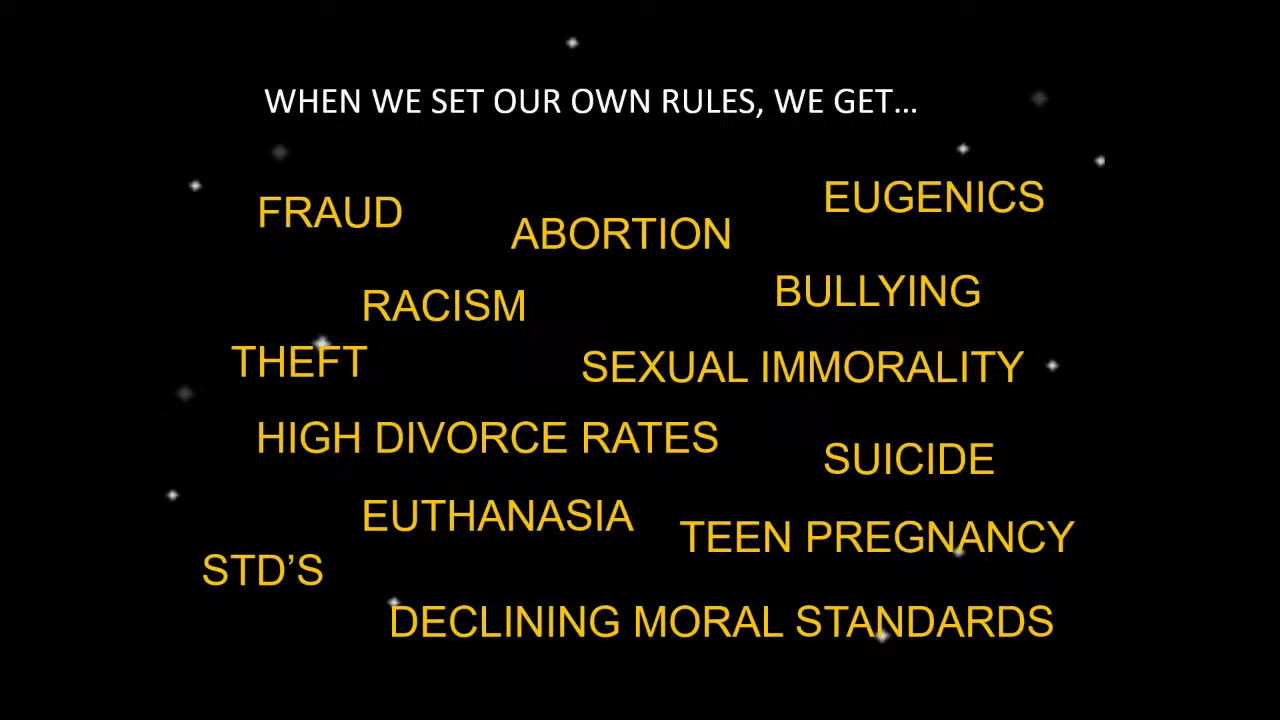 WHEN WE SET OUR OWN RULES, WE GET...
FRAUD
ABORTION
EUGENICS
RACISM
BULLYING
THEFT
SEXUAL IMMORALITY
HIGH DIVORCE RATES
SUICIDE
EUTHANASIA
TEEN PREGNANCY
STD’S
DECLINING MORAL STANDARDS